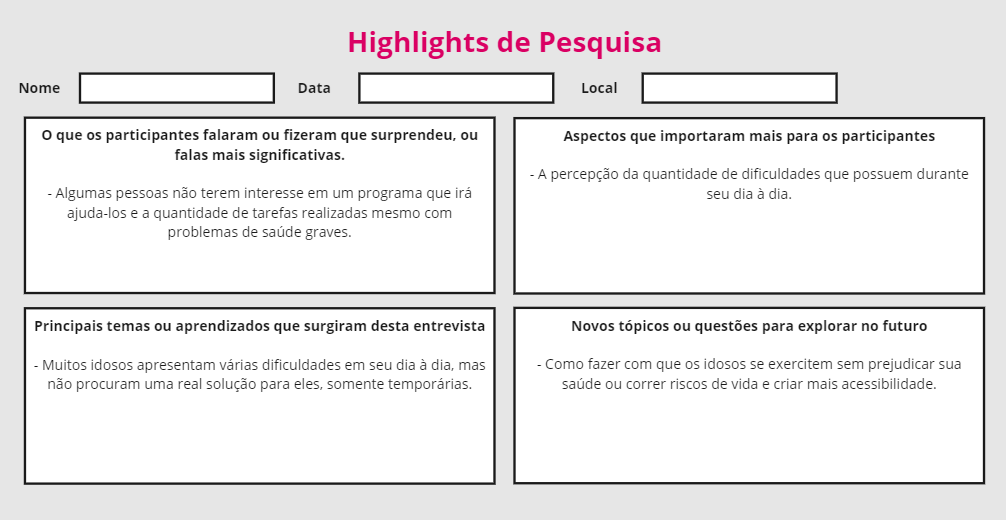 Highlights de Pesquisa
Nome
Data
Local
O que os participantes falaram ou fizeram que surpreendeu, ou
falas mais significativas.
- Algumas pessoas não terem interesse em um programa que irá
ajuda-los e a quantidade de tarefas realizadas mesmo com
problemas de saúde graves.
Aspectos que importaram mais para os participantes
- A percepção da quantidade de dificuldades que possuem durante
seu dia à dia.
Principais temas ou aprendizados que surgiram desta entrevista
- Muitos idosos apresentam várias dificuldades em seu dia à dia, mas
não procuram uma real solução para eles, somente temporárias.
Novos tópicos ou questões para explorar no futuro
- Como fazer com que os idosos se exercitem sem prejudicar sua
saúde ou correr riscos de vida e criar mais acessibilidade.